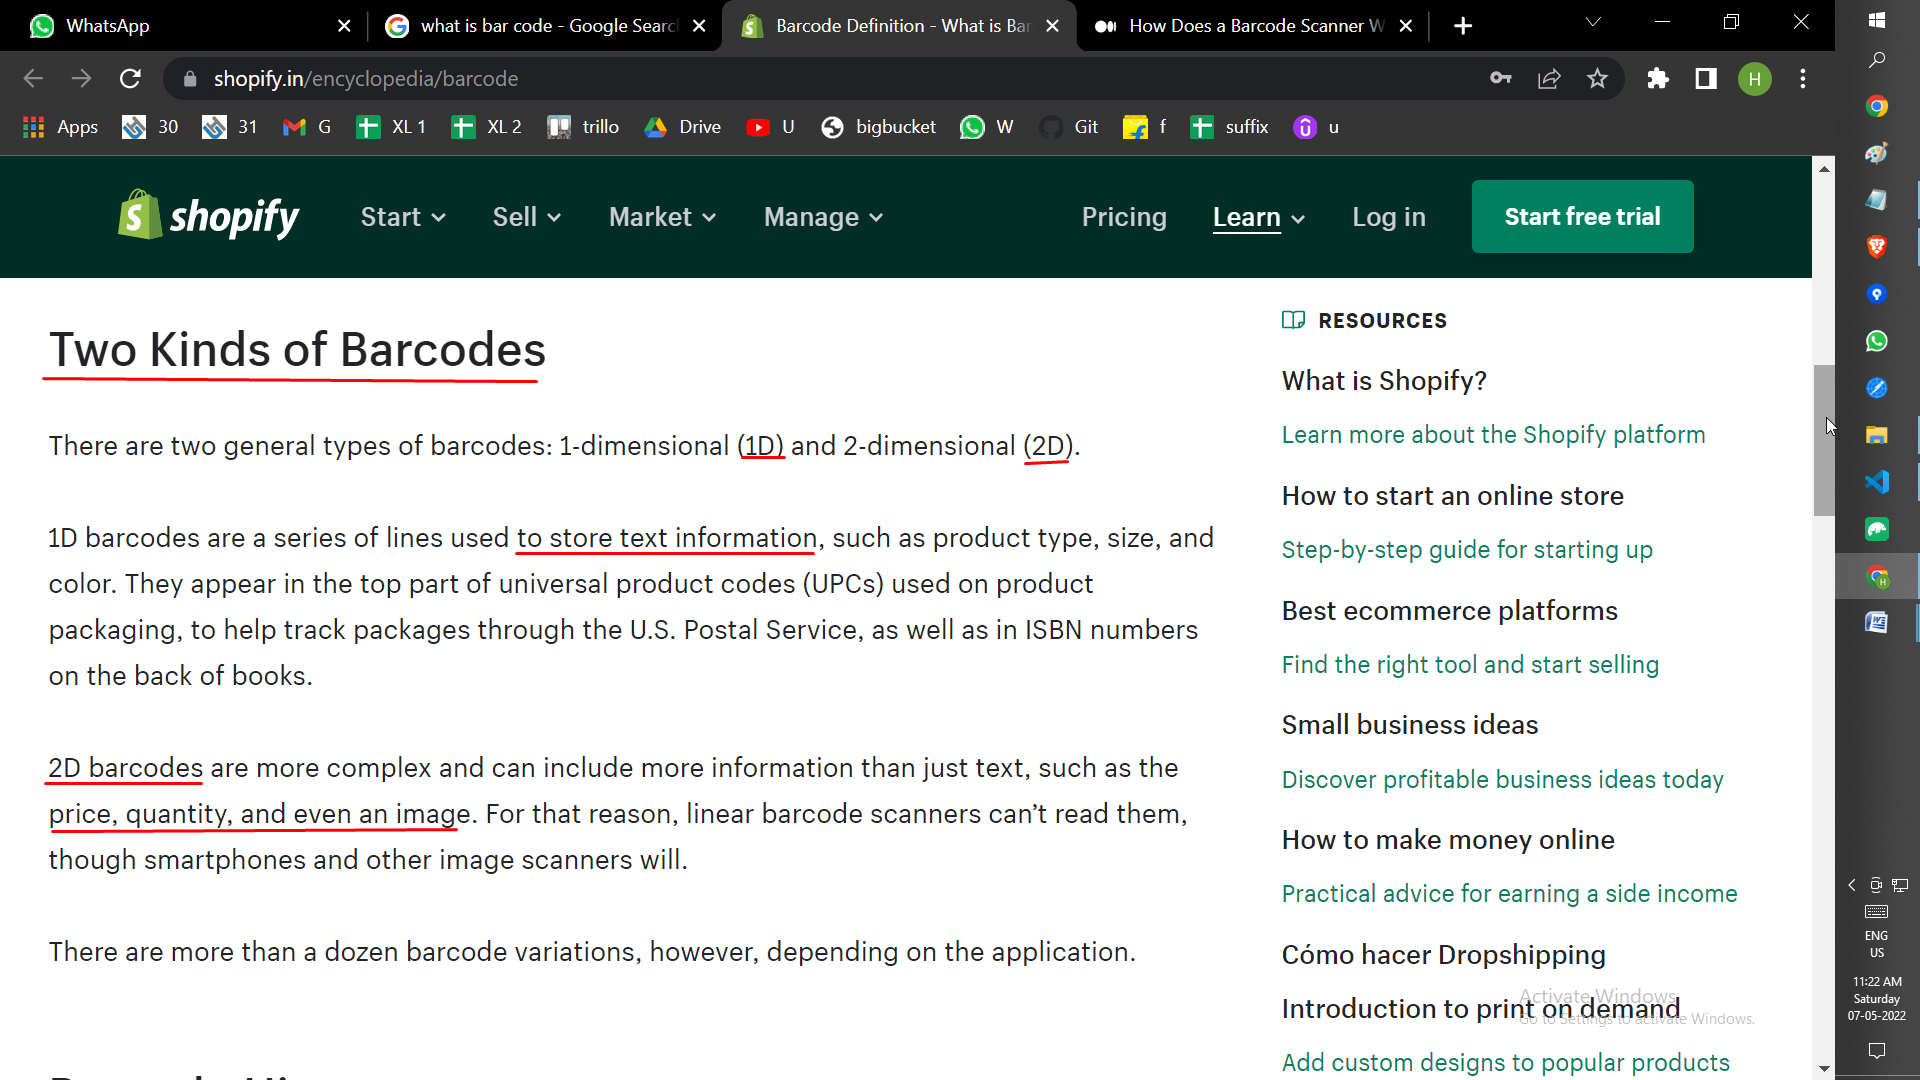 WhatsApp
what is bar code - Google Searc
Barcode Definition - What is Bar
How Does a Barcode Scanner W
shopify.in/encyclopedia/barcode
H
Apps 30 31 G XL 1 XL 2 trillo Drive U bigbucket W Git f suffix u
shopify Start Sell Market Manage Pricing Learn Log in Start free trial
Two Kinds of Barcodes
There are two general types of barcodes: 1-dimensional (1D) and 2-dimensional (2D).
1D barcodes are a series of lines used to store text information, such as product type, size, and
color. They appear in the top part of universal product codes (UPCs) used on product
packaging, to help track packages through the U.S. Postal Service, as well as in ISBN numbers
on the back of books.
2D barcodes are more complex and can include more information than just text, such as the
price, quantity, and even an image. For that reason, linear barcode scanners can’t read them,
though smartphones and other image scanners will.
There are more than a dozen barcode variations, however, depending on the application.
RESOURCES
What is Shopify?
Learn more about the Shopify platform
How to start an online store
Step-by-step guide for starting up
Best ecommerce platforms
Find the right tool and start selling
Small business ideas
Discover profitable business ideas today
How to make money online
Practical advice for earning a side income
Cómo hacer Dropshipping
Introduction to print on demand
Add custom designs to popular products
Activate Windows
Go to Settings to activate Windows.
ENG
US
11:22 AM
Saturday
07-05-2022